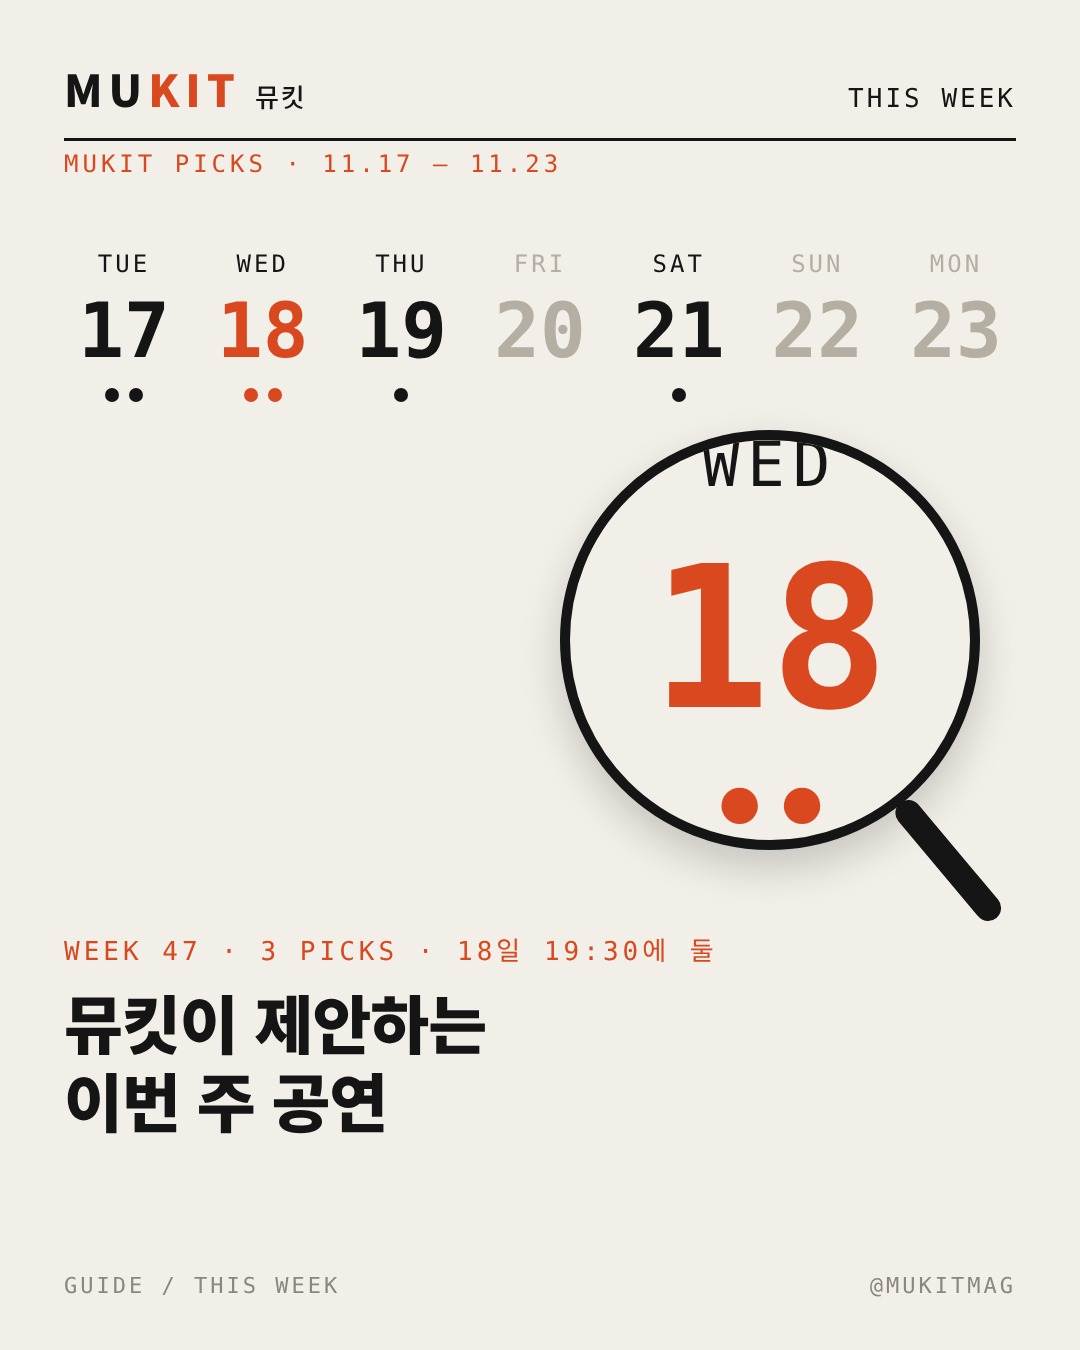 MUKIT 뮤킷
THIS WEEK
MUKIT PICKS · 11.17 — 11.23
TUE WED THU FRI SAT SUN MON
17 18 19 20 21 22 23
WED
18
WEEK 47 · 3 PICKS · 18일 19:30에 둘
뮤킷이 제안하는
이번 주 공연
GUIDE / THIS WEEK
@MUKITMAG